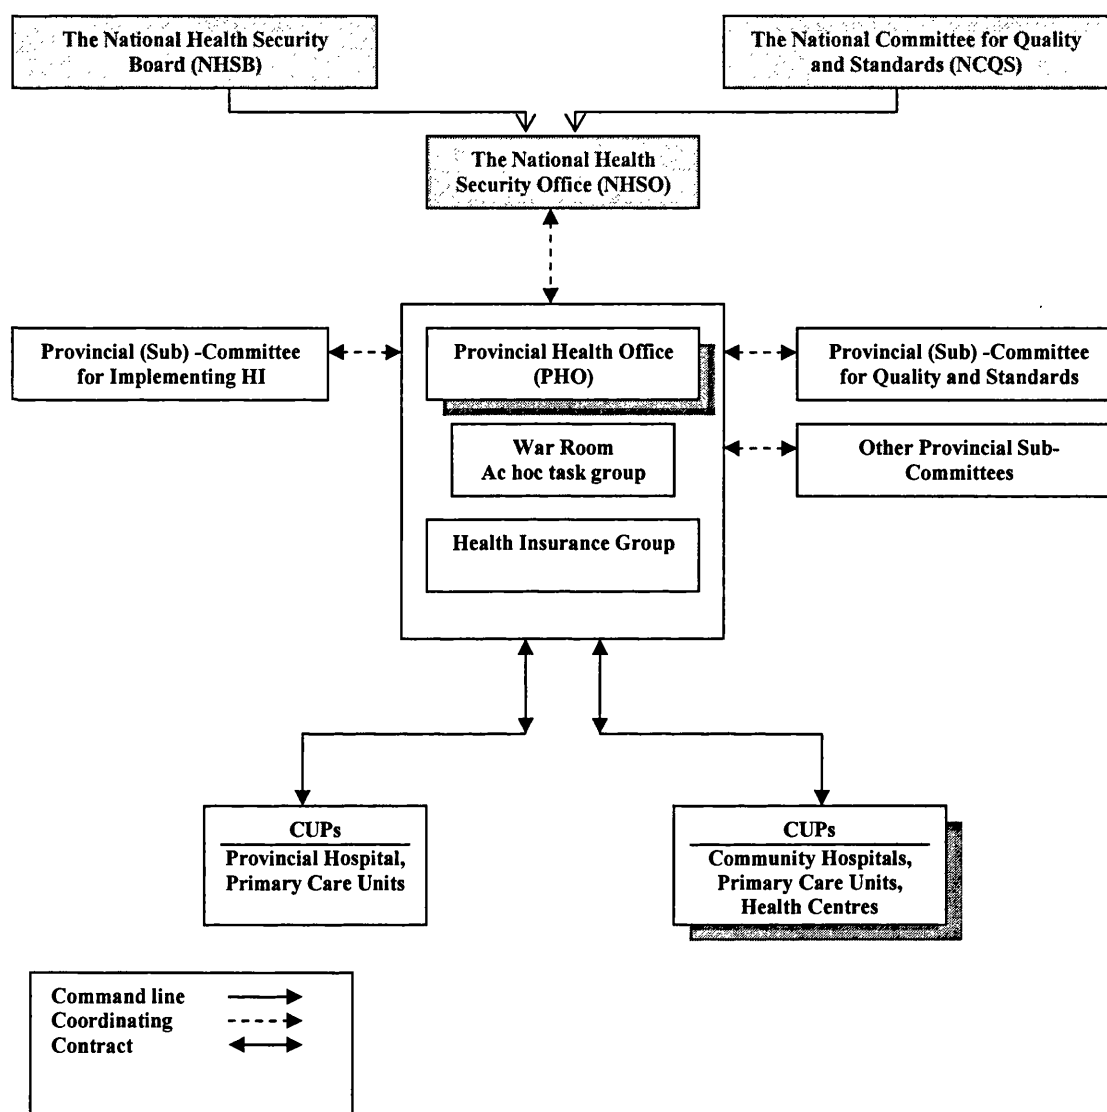 The National Health Security
Board (NHSB)
The National Committee for Quality
and Standards (NCQS)
The National Health
Security Office (NHSO)
Provincial (Sub) -Committee
for Implementing HI
Provincial Health Office
(PHO)
Provincial (Sub) -Committee
for Quality and Standards
War Room
Ac hoc task group
Other Provincial Sub-
Committees
Health Insurance Group
CUPs
Provincial Hospital,
Primary Care Units
CUPs
Community Hospitals,
Primary Care Units,
Health Centres
Command line
Coordinating
Contract